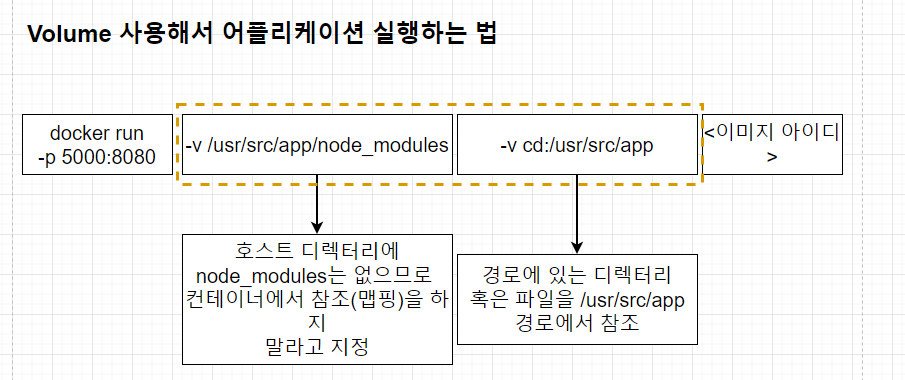 Volume 사용해서 어플리케이션 실행하는 법
docker run
-p 5000:8080
-v /usr/src/app/node_modules
-v cd:/usr/src/app
<이미지 아이디
>
호스트 디렉터리에
node_modules는 없으므로
컨테이너에서 참조(맵핑)을 하
지
말라고 지정
경로에 있는 디렉터리
혹은 파일을 /usr/src/app
경로에서 참조